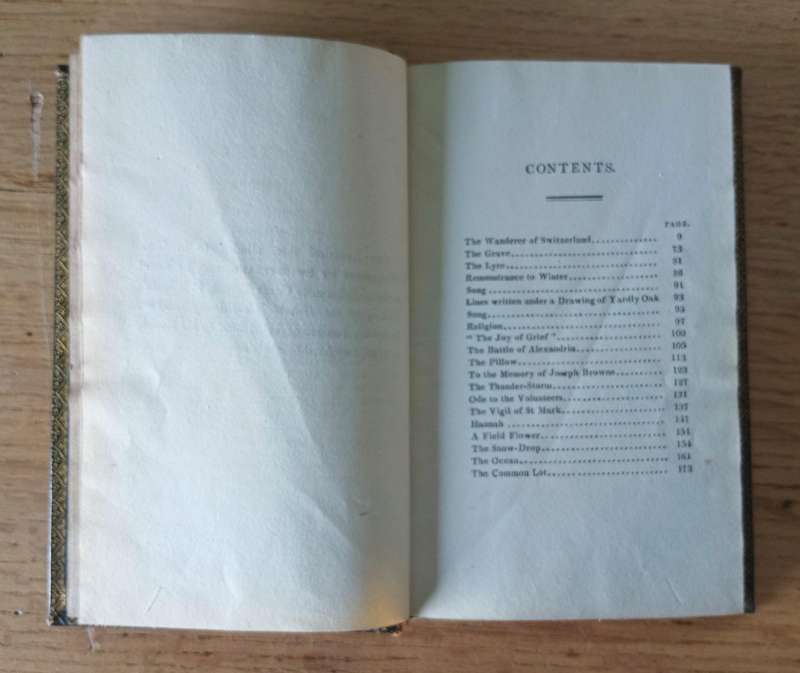 CONTENTS.
PAGE.
The Wanderer of Switzerland............... 9
The Grave.................................. 73
The Lyre................................... 81
Remonstrance to Winter.................... 88
Song ...................................... 91
Lines written under a Drawing of Yardly Oak 93
Song....................................... 95
Religion................................... 97
" The Joy of Grief "...................... 100
The Battle of Alexandria.................. 105
The Pillow................................. 113
To the Memory of Joseph Browne............ 123
The Thunder-Storm......................... 127
Ode to the Volunteers..................... 131
The Vigil of St Mark...................... 137
Hannah .................................... 147
A Field Flower............................ 151
The Snow-Drop............................. 154
The Ocean.................................. 161
The Common Lot............................ 173